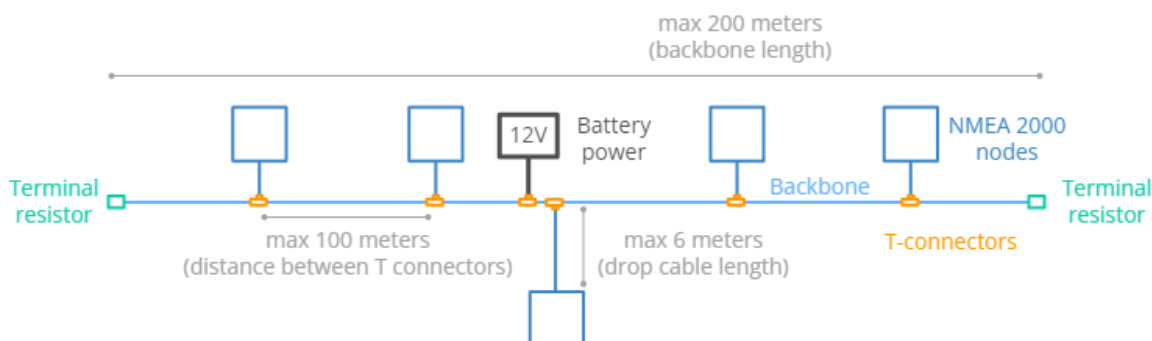 max 200 meters
(backbone length)
12V
Battery
power
NMEA 2000
nodes
Terminal
resistor
Backbone
Terminal
resistor
max 100 meters
(distance between T connectors)
max 6 meters
(drop cable length)
T-connectors